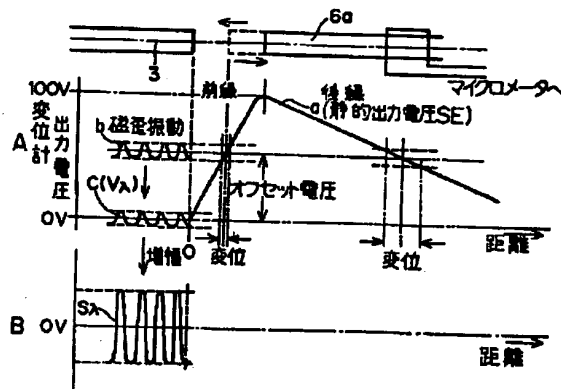 3
6a
マイクロメータへ
100V
前縁
後縁
a(静的出力電圧SE)
A
変位計
出力電圧
b 磁歪振動
C(Vλ)
オフセット電圧
0V
0
変位
変位
距離
増幅
Sλ
B 0V
距離